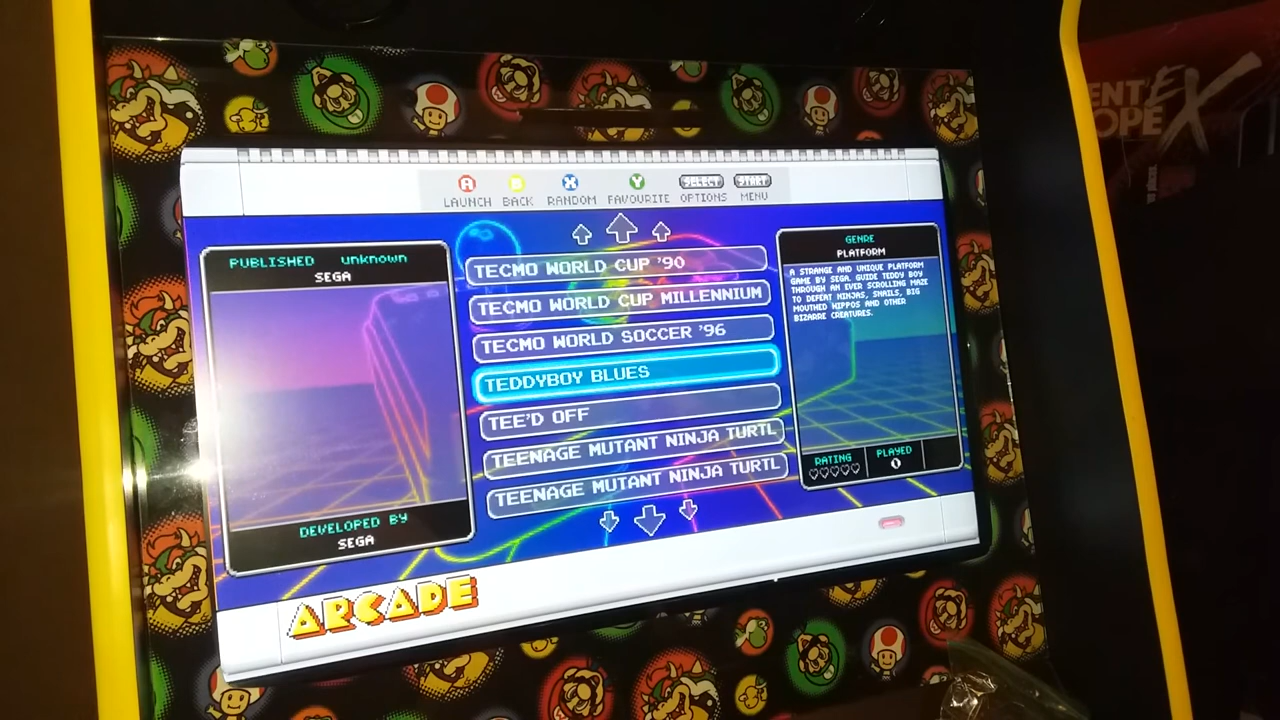 ENT EX
OPE
A B X Y SELECT START
LAUNCH BACK RANDOM FAVOURITE OPTIONS MENU
PUBLISHED unknown
SEGA
DEVELOPED BY
SEGA
TECMO WORLD CUP '90
TECMO WORLD CUP MILLENNIUM
TECMO WORLD SOCCER '96
TEDDYBOY BLUES
TEE'D OFF
TEENAGE MUTANT NINJA TURTL
TEENAGE MUTANT NINJA TURTL
GENRE
PLATFORM
A STRANGE AND UNIQUE PLATFORM
GAME BY SEGA. GUIDE TEDDY BOY
THROUGH AN EVER SCROLLING MAZE
TO DEFEAT NINJAS, SNAILS, BIG
MOUTHED HIPPOS AND OTHER
BIZARRE CREATURES.
RATING
PLAYED
0
ARCADE